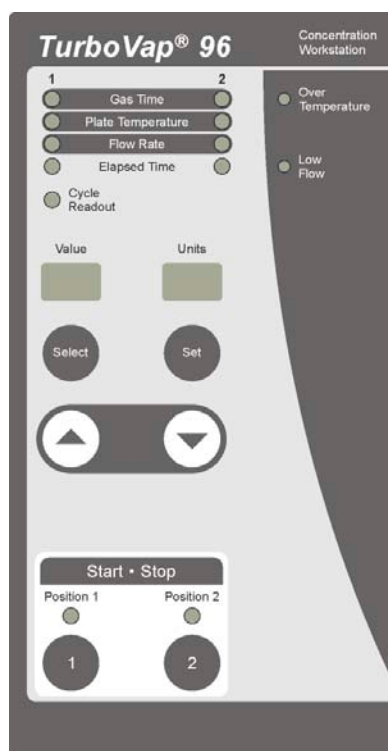 TurboVap® 96
Concentration
Workstation
1 2
Gas Time
Plate Temperature
Flow Rate
Elapsed Time
Cycle
Readout
Over
Temperature
Low
Flow
Value Units
Select Set
Start • Stop
Position 1 Position 2
1 2